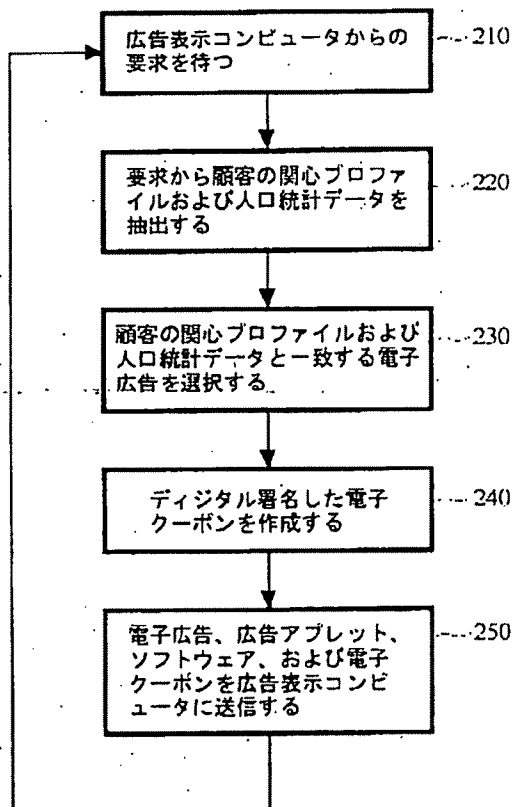 広告表示コンピュータからの
要求を待つ
210
要求から顧客の関心プロファ
イルおよび人口統計データを
抽出する
220
顧客の関心プロファイルおよび
人口統計データと一致する電子
広告を選択する
230
ディジタル署名した電子
クーポンを作成する
240
電子広告、広告アプレット、
ソフトウェア、および電子
クーポンを広告表示コンピ
ュータに送信する
250